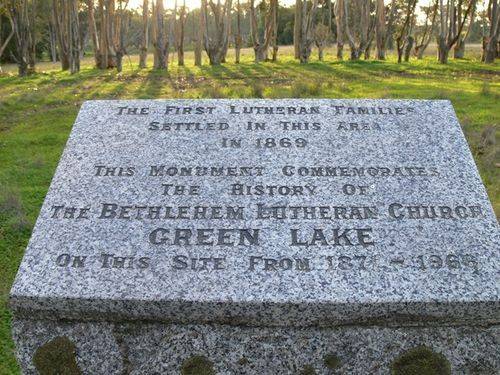 The First Lutheran Families
Settled In This Area
In 1869
This Monument Commemorates
The History Of
The Bethlehem Lutheran Church
GREEN LAKE
On This Site From